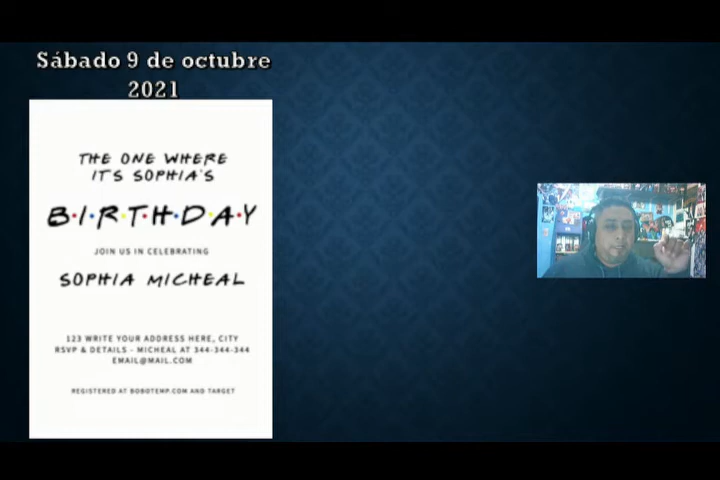 Sábado 9 de octubre
2021
THE ONE WHERE
ITS SOPHIA'S
B•I•R•T•H•D•A•Y
JOIN US IN CELEBRATING
SOPHIA MICHEAL
123 WRITE YOUR ADDRESS HERE, CITY
RSVP & DETAILS - MICHEAL AT 344-344-344
EMAIL@MAIL.COM
REGISTERED AT BOBOTEMP.COM AND TARGET